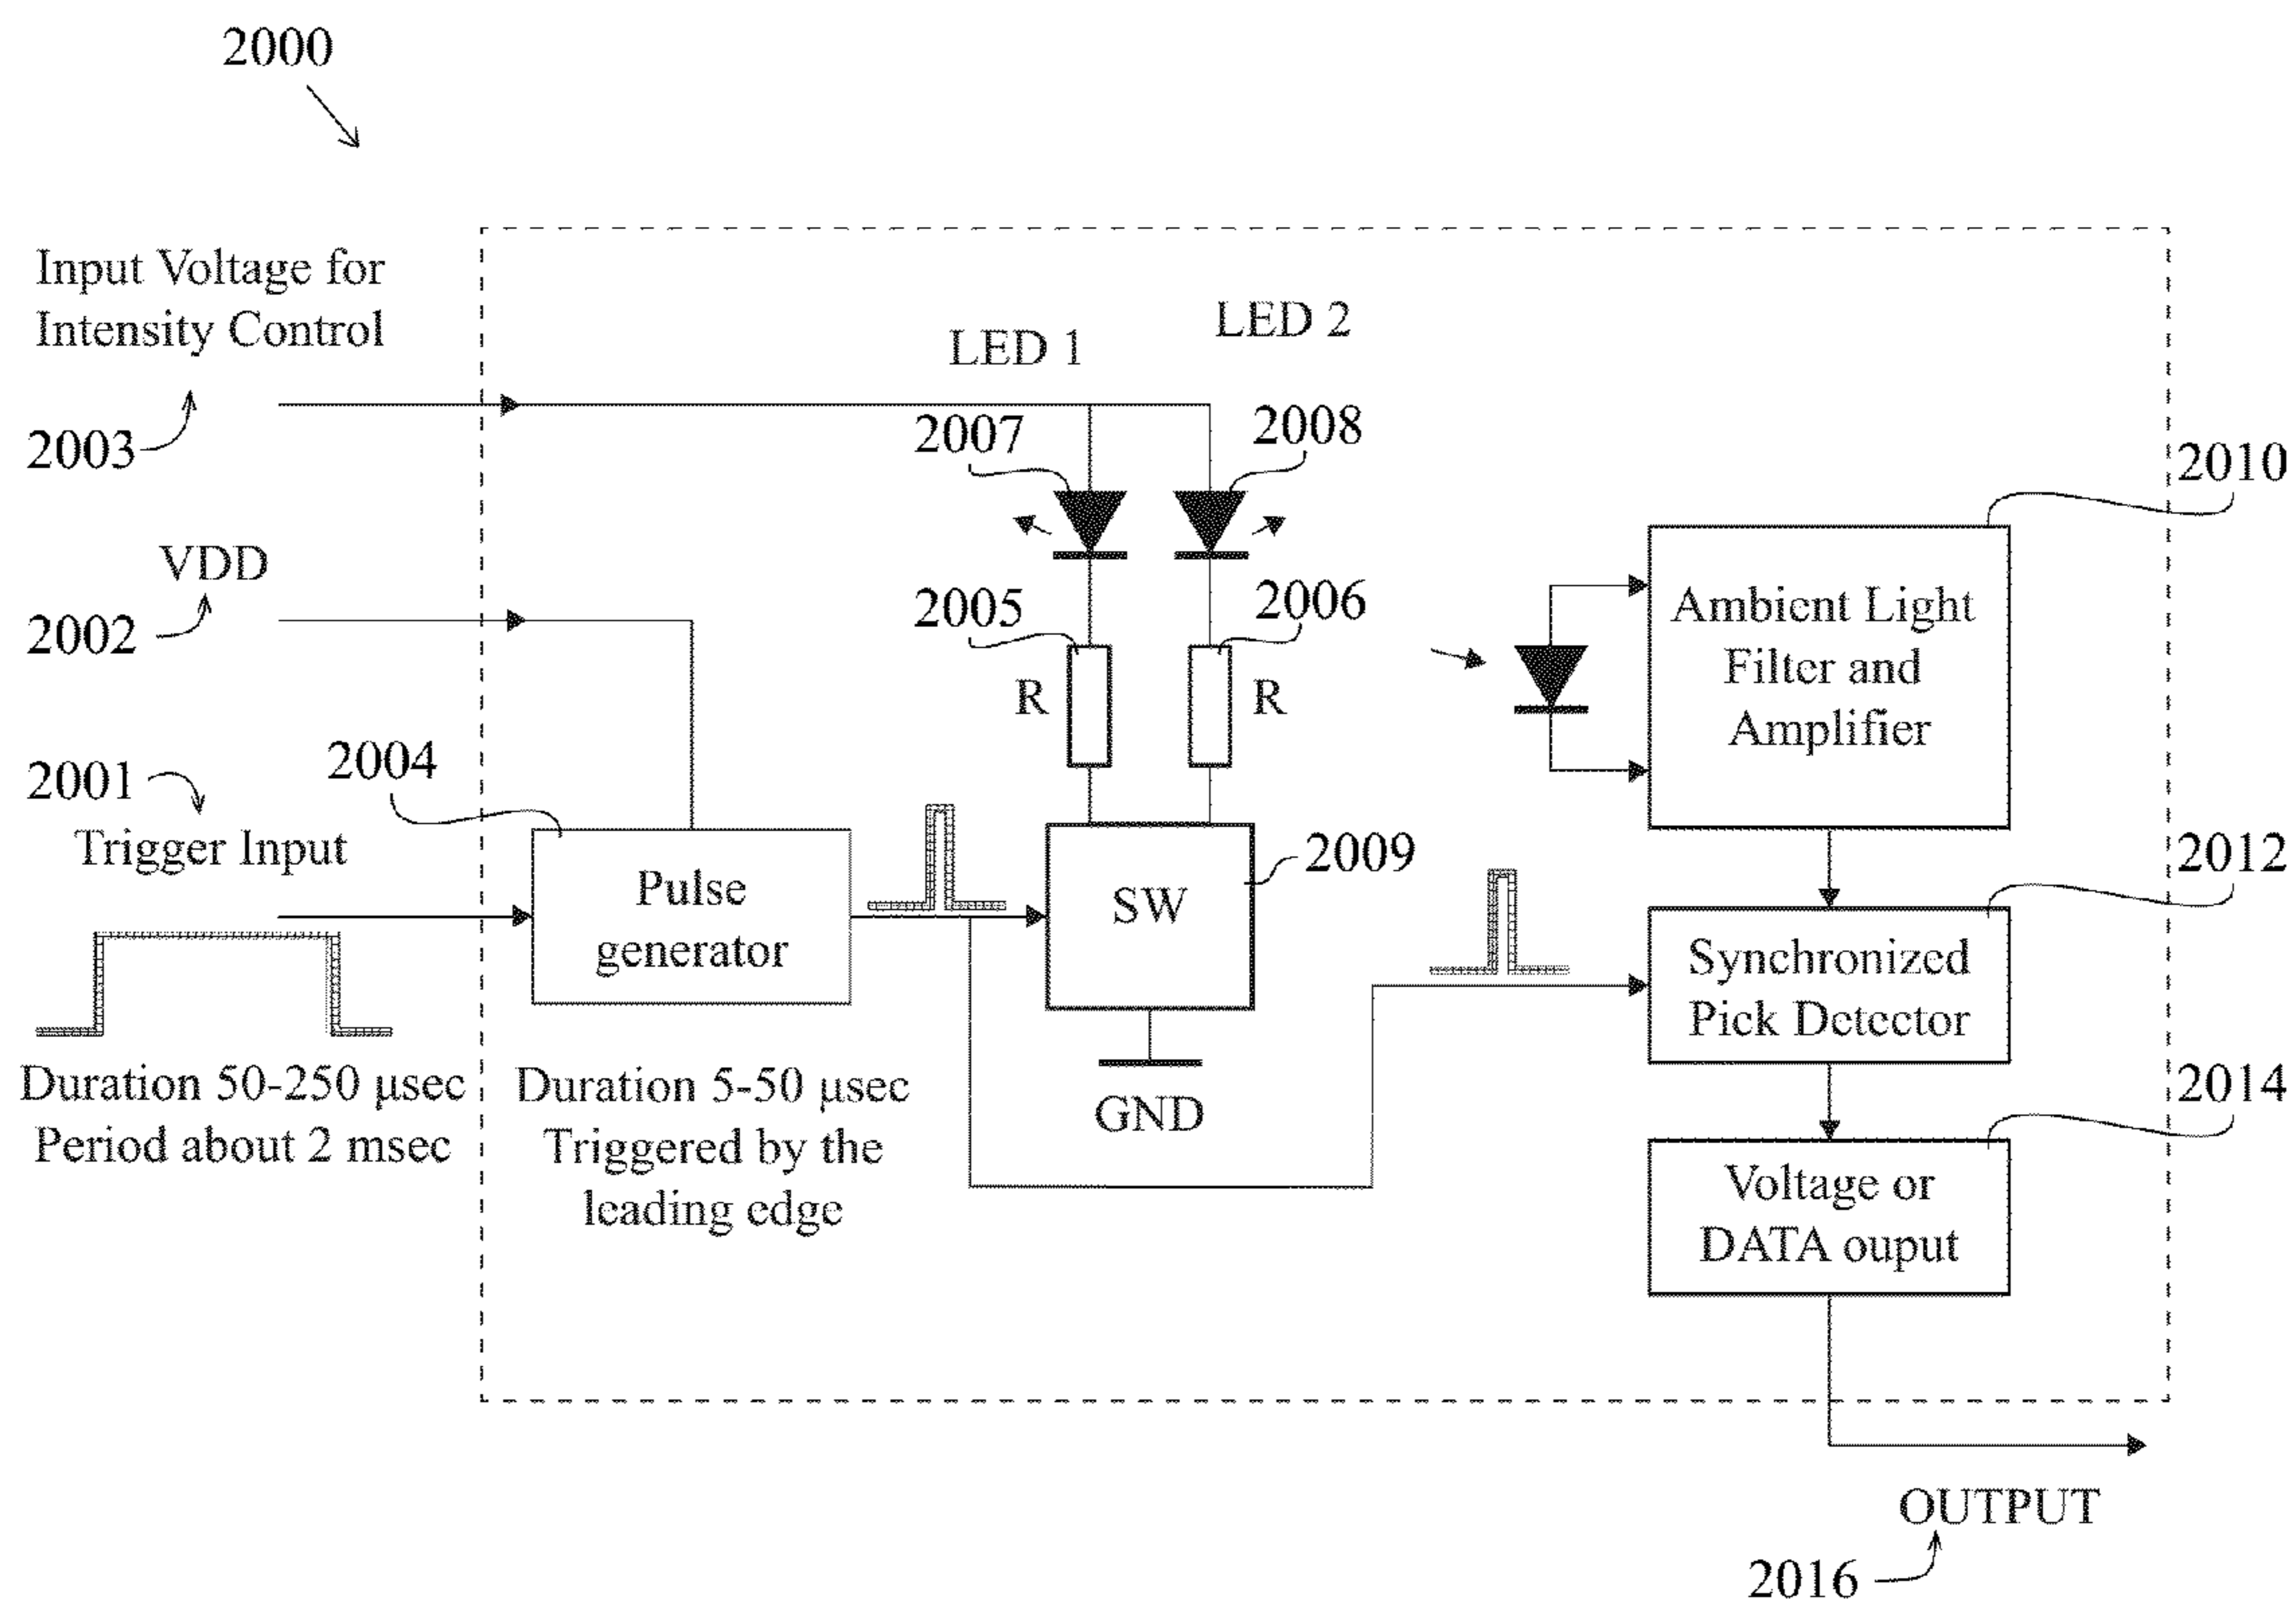 2000
Input Voltage for
Intensity Control
2003
LED 1
LED 2
2007
2008
2010
VDD
2002
2005
2006
R
R
Ambient Light
Filter and
Amplifier
2001
Trigger Input
2004
Pulse
generator
SW
2009
2012
Synchronized
Pick Detector
Duration 50-250 μsec
Period about 2 msec
Duration 5-50 μsec
Triggered by the
leading edge
GND
2014
Voltage or
DATA ouput
OUTPUT
2016